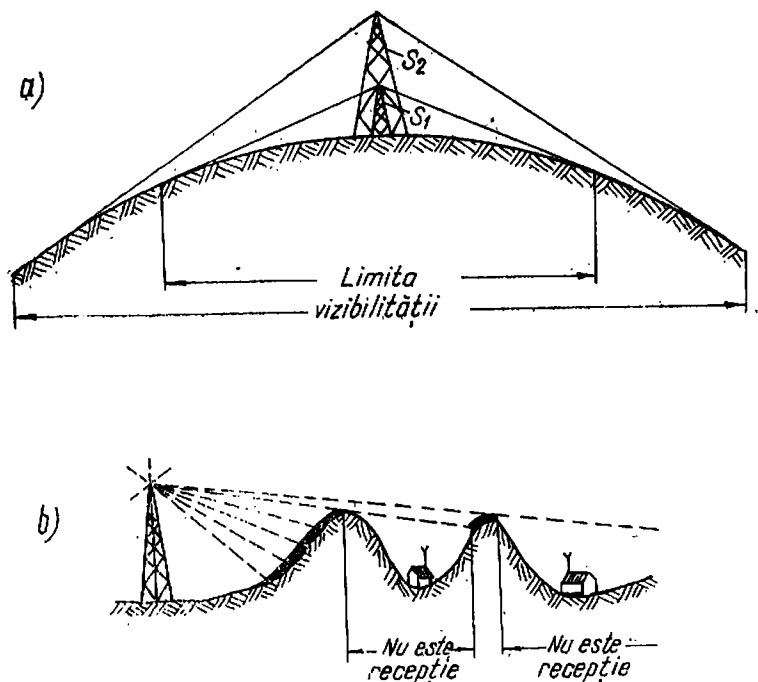 a)
S₂
S₁
Limita
vizibilității
b)
Nu este
recepție
Nu este
recepție